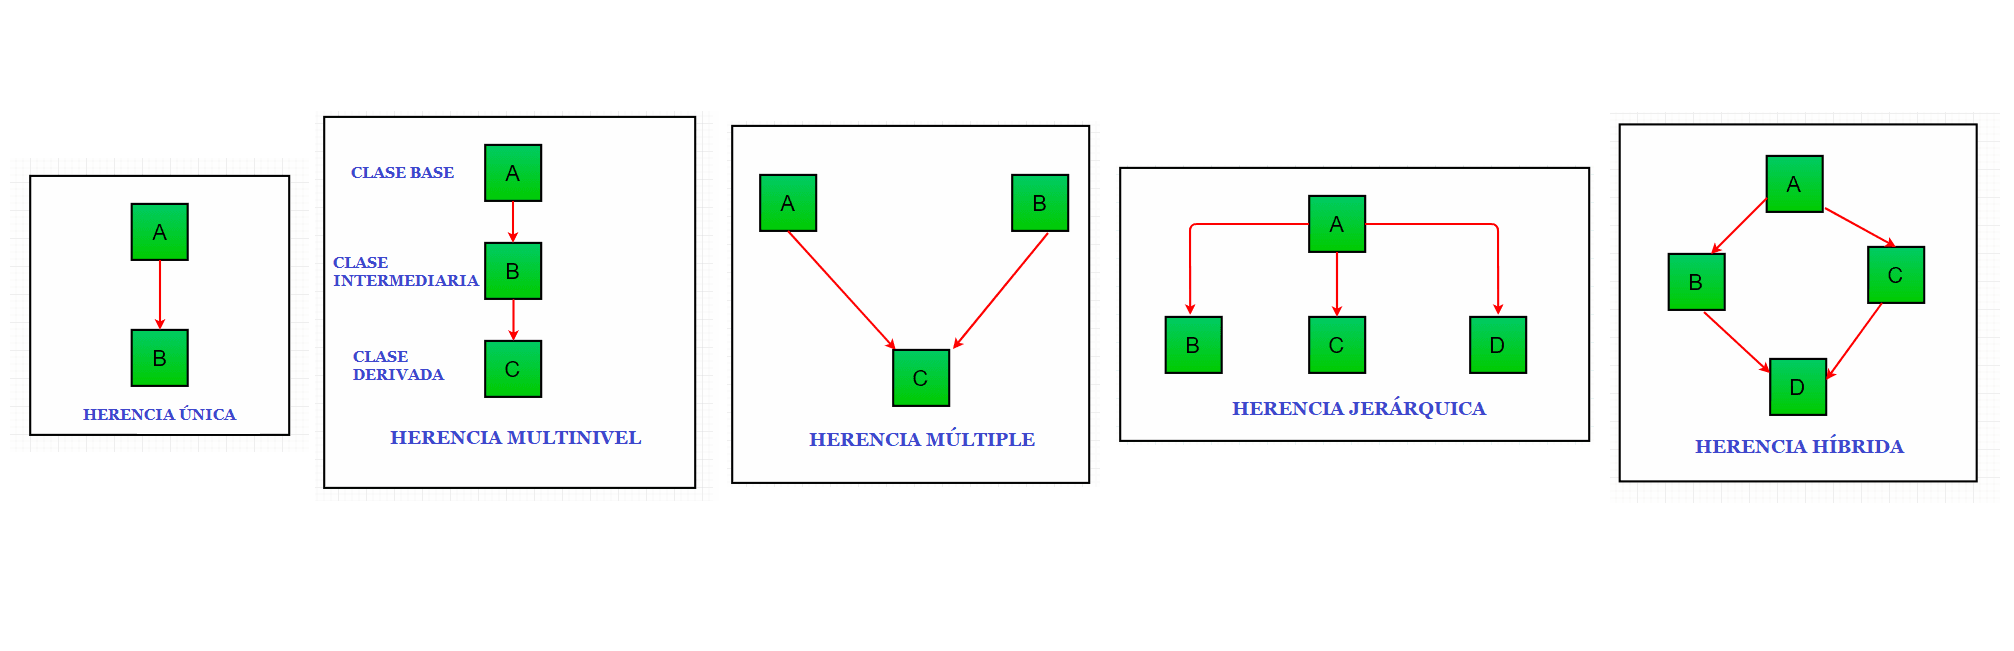 A
B
HERENCIA ÚNICA
CLASE BASE
A
CLASE
INTERMEDIARIA
B
CLASE
DERIVADA
C
HERENCIA MULTINIVEL
A
B
C
HERENCIA MÚLTIPLE
A
B
C
D
HERENCIA JERÁRQUICA
A
B
C
D
HERENCIA HÍBRIDA